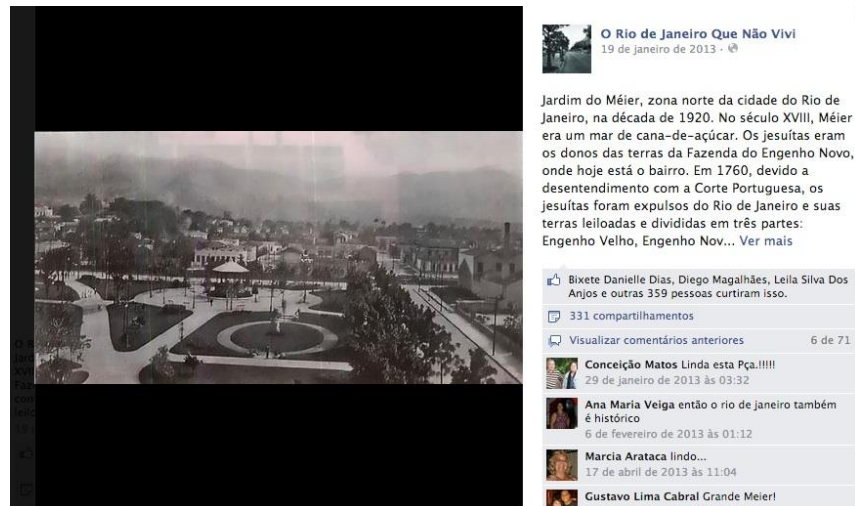 O Rio de Janeiro Que Não Vivi
19 de janeiro de 2013 ·
Jardim do Méier, zona norte da cidade do Rio de
Janeiro, na década de 1920. No século XVIII, Méier
era um mar de cana-de-açúcar. Os jesuítas eram
os donos das terras da Fazenda do Engenho Novo,
onde hoje está o bairro. Em 1760, devido a
desentendimento com a Corte Portuguesa, os
jesuítas foram expulsos do Rio de Janeiro e suas
terras leiloadas e divididas em três partes:
Engenho Velho, Engenho Nov... Ver mais
Bixete Danielle Dias, Diego Magalhães, Leila Silva Dos
Anjos e outras 359 pessoas curtiram isso.
331 compartilhamentos
Visualizar comentários anteriores 6 de 71
Conceição Matos Linda esta Pça.!!!!!
29 de janeiro de 2013 às 03:32
Ana Maria Veiga então o rio de janeiro também
é histórico
6 de fevereiro de 2013 às 01:12
Marcia Arataca lindo...
17 de abril de 2013 às 11:04
Gustavo Lima Cabral Grande Meier!